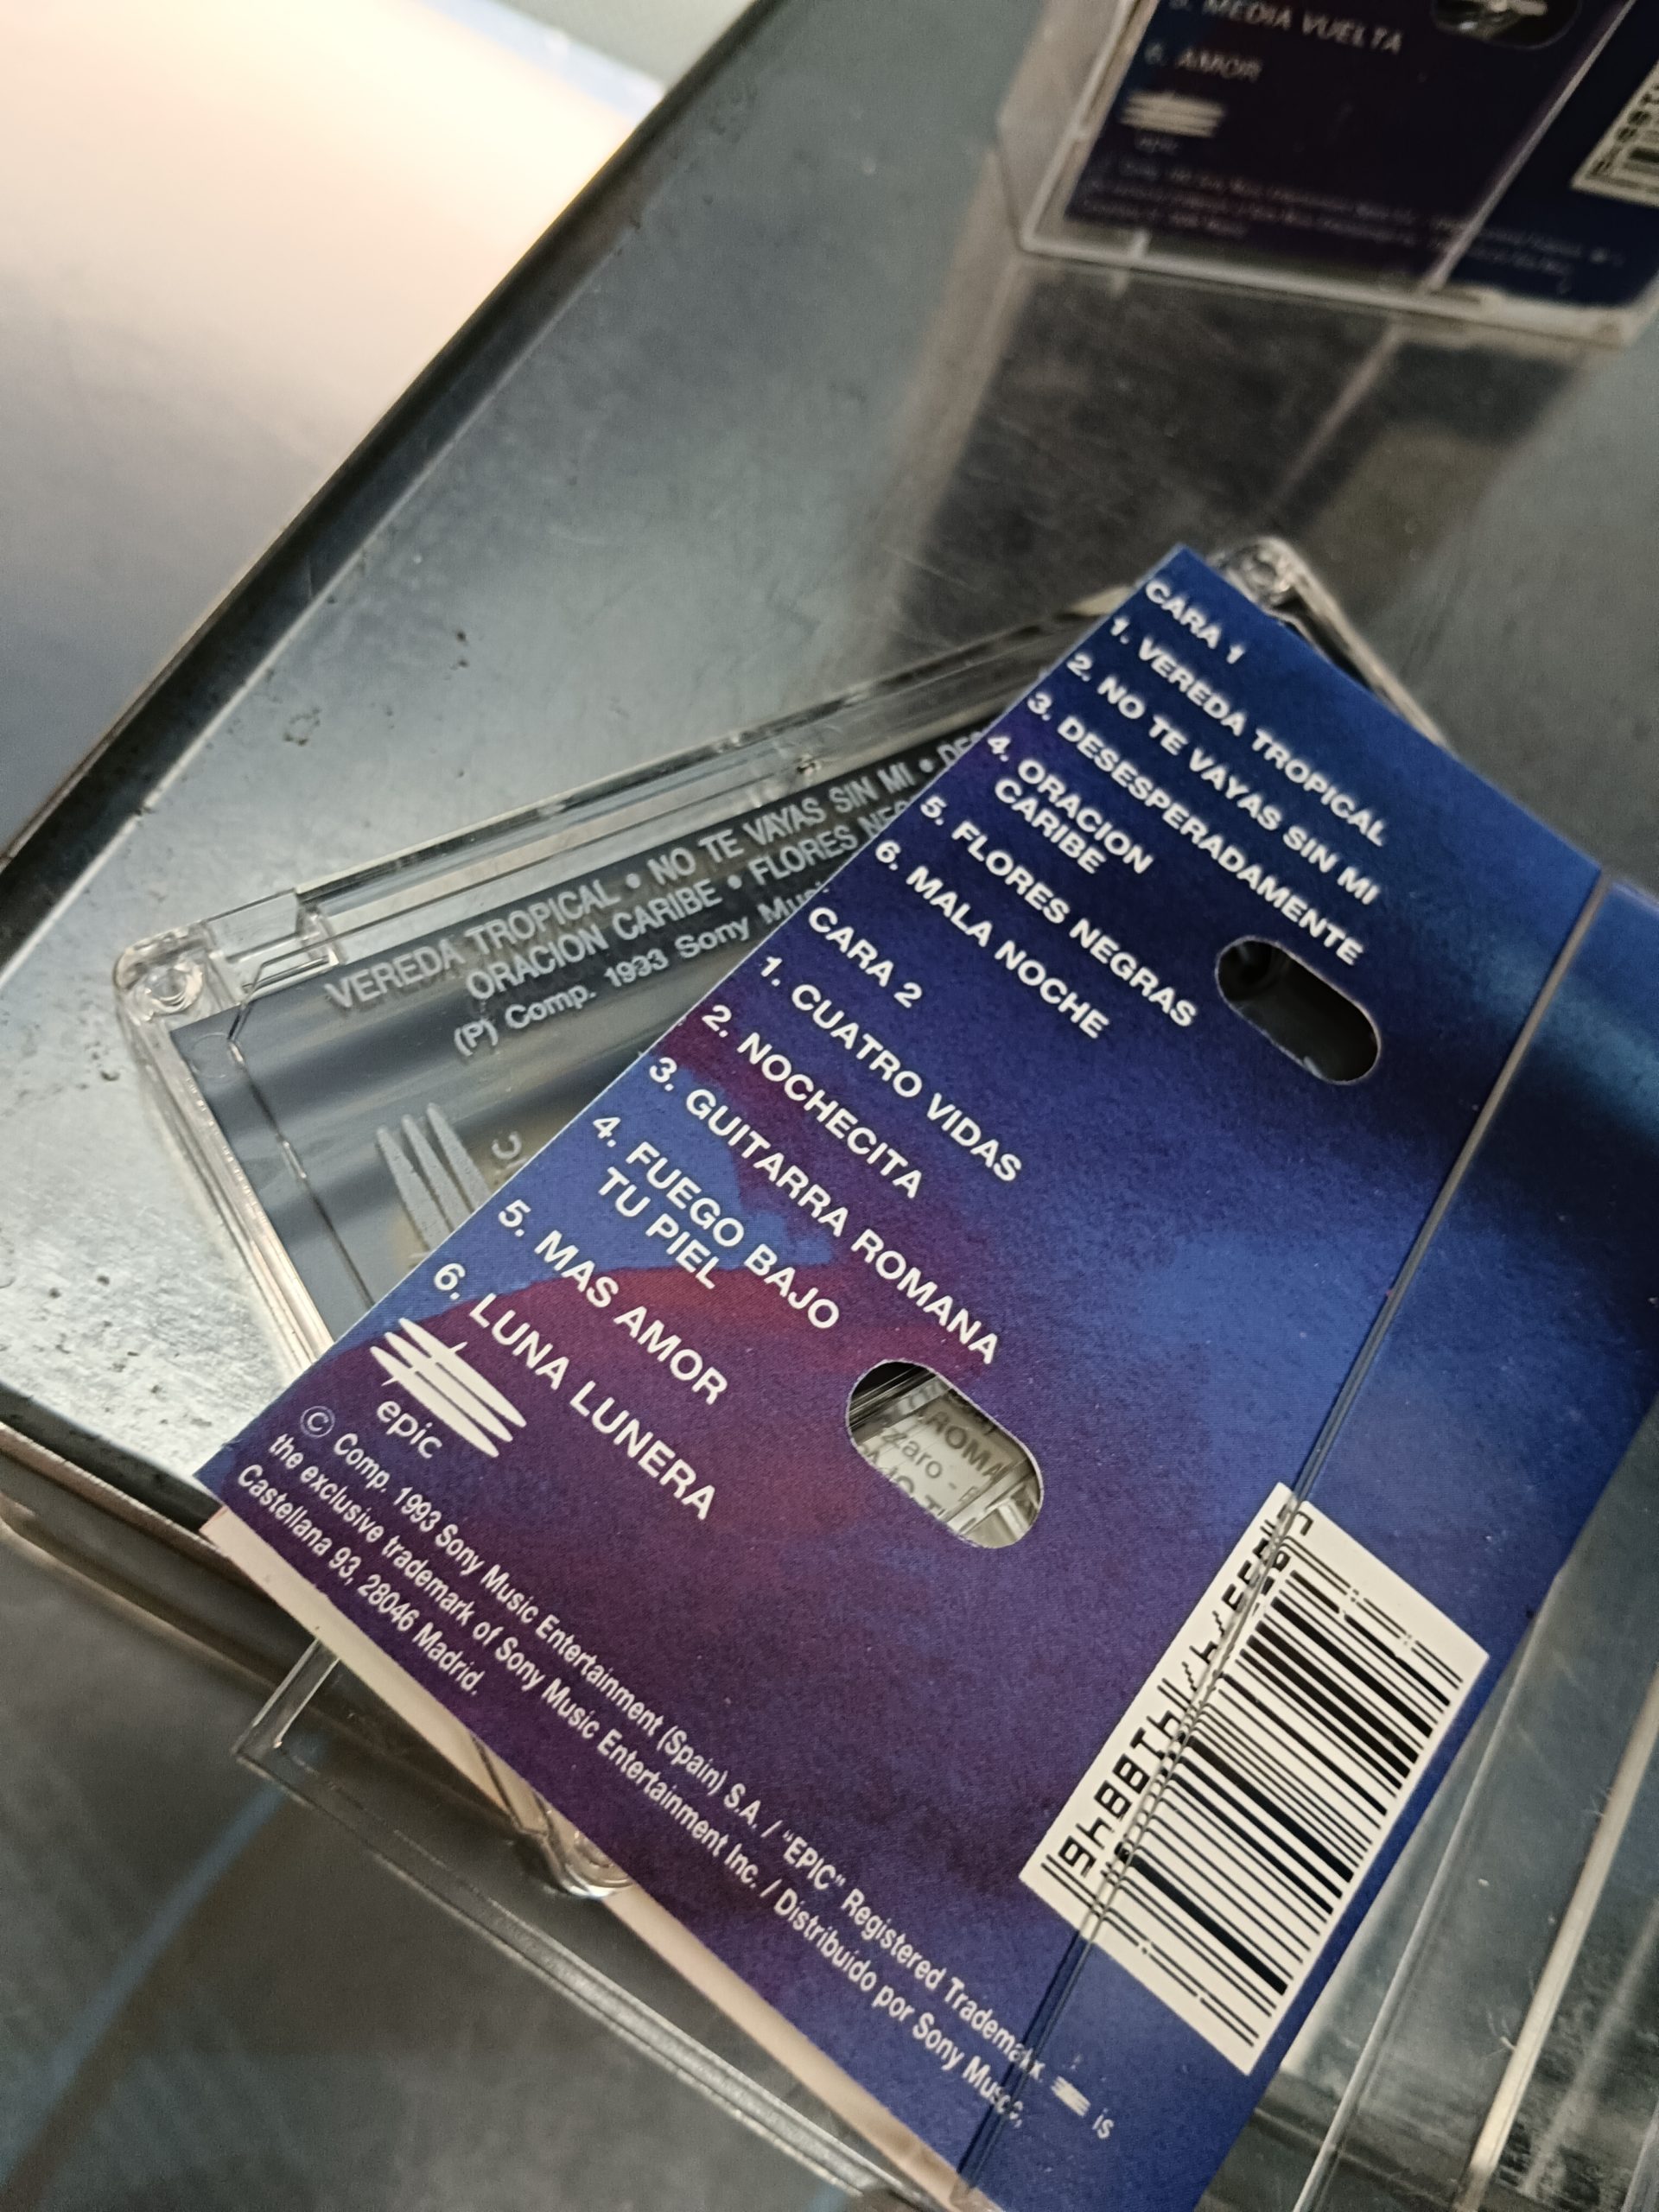 5. MEDIA VUELTA
6. AMOR
epic
VEREDA TROPICAL • NO TE VAYAS SIN MI •
ORACION CARIBE • FLORES
(P) Comp. 1993 Sony
CARA 1
1. VEREDA TROPICAL
2. NO TE VAYAS SIN MI
3. DESESPERADAMENTE
4. ORACION
CARIBE
5. FLORES NEGRAS
6. MALA NOCHE
CARA 2
1. CUATRO VIDAS
2. NOCHECITA
3. GUITARRA ROMANA
4. FUEGO BAJO
TU PIEL
5. MAS AMOR
6. LUNA LUNERA
epic
© Comp. 1993 Sony Music Entertainment (Spain) S.A. / "EPIC" Registered Trademark is
the exclusive trademark of Sony Music Entertainment Inc. / Distribuido por Sony Music,
Castellana 93, 28046 Madrid.